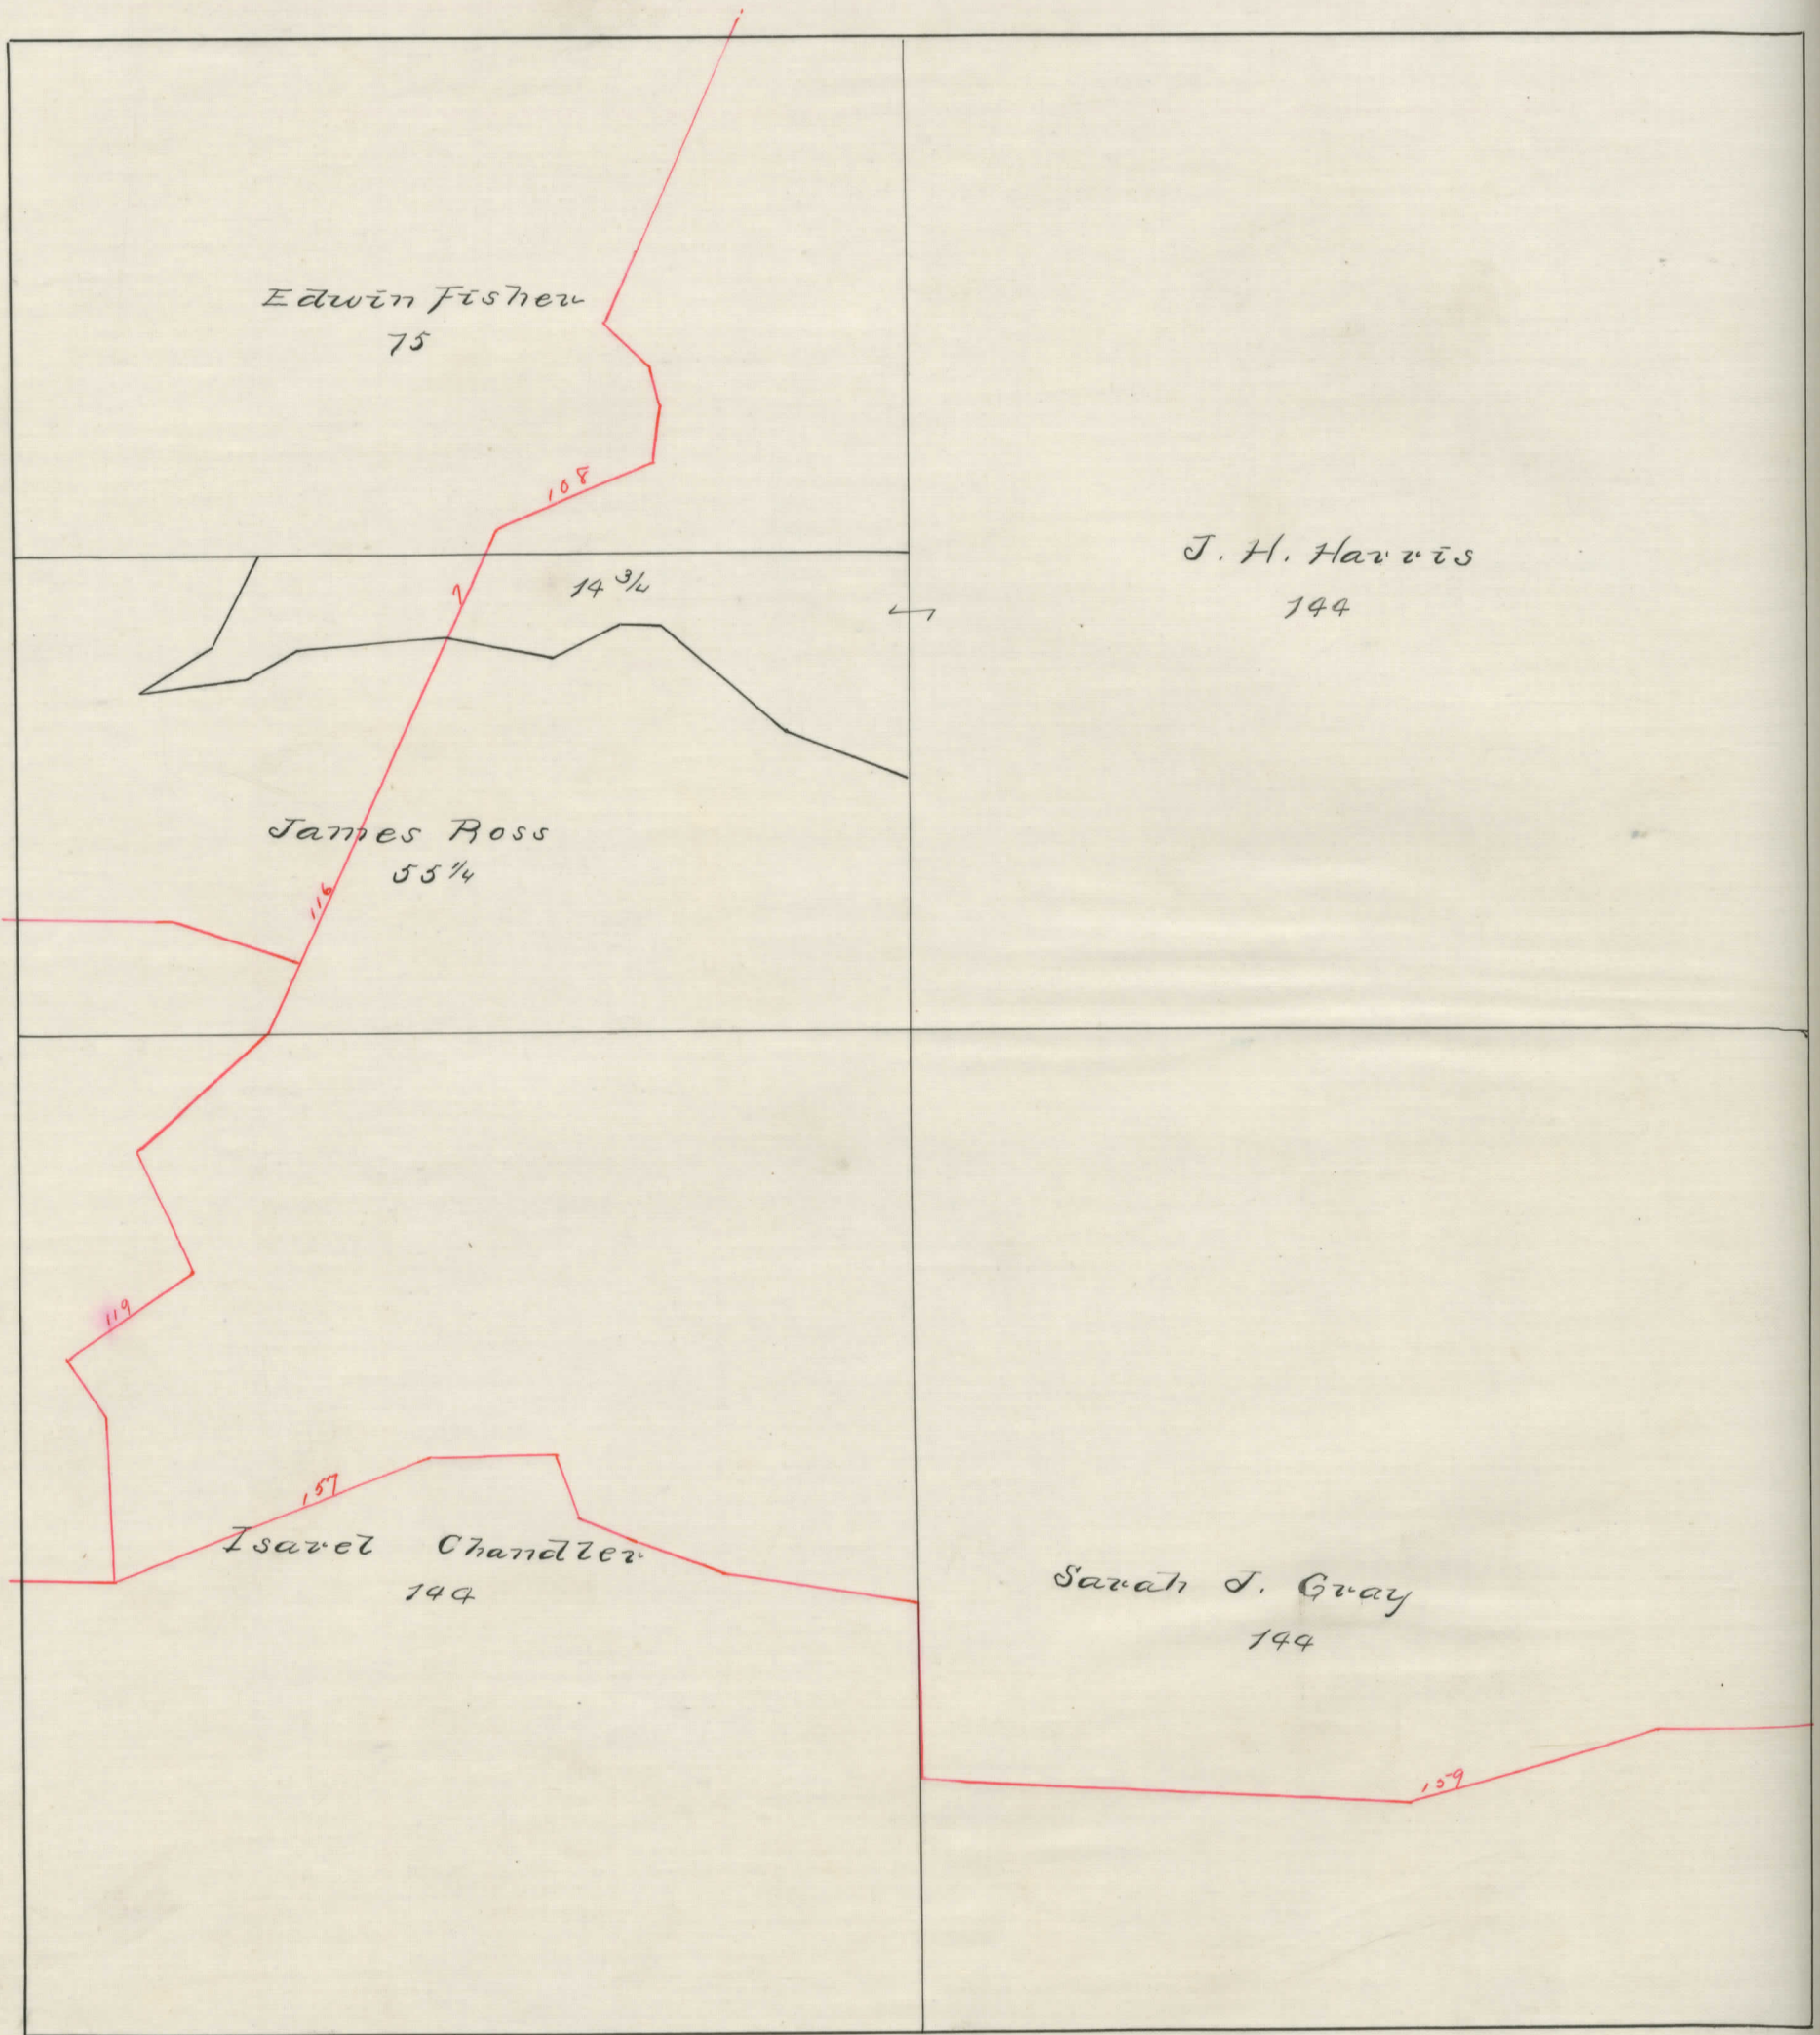 Edwin Fisher
75
108
2
14 3/4
J. H. Harris
144
James Ross
55 1/4
116
119
157
Isarel Chandler
144
Sarah J. Gray
144
159